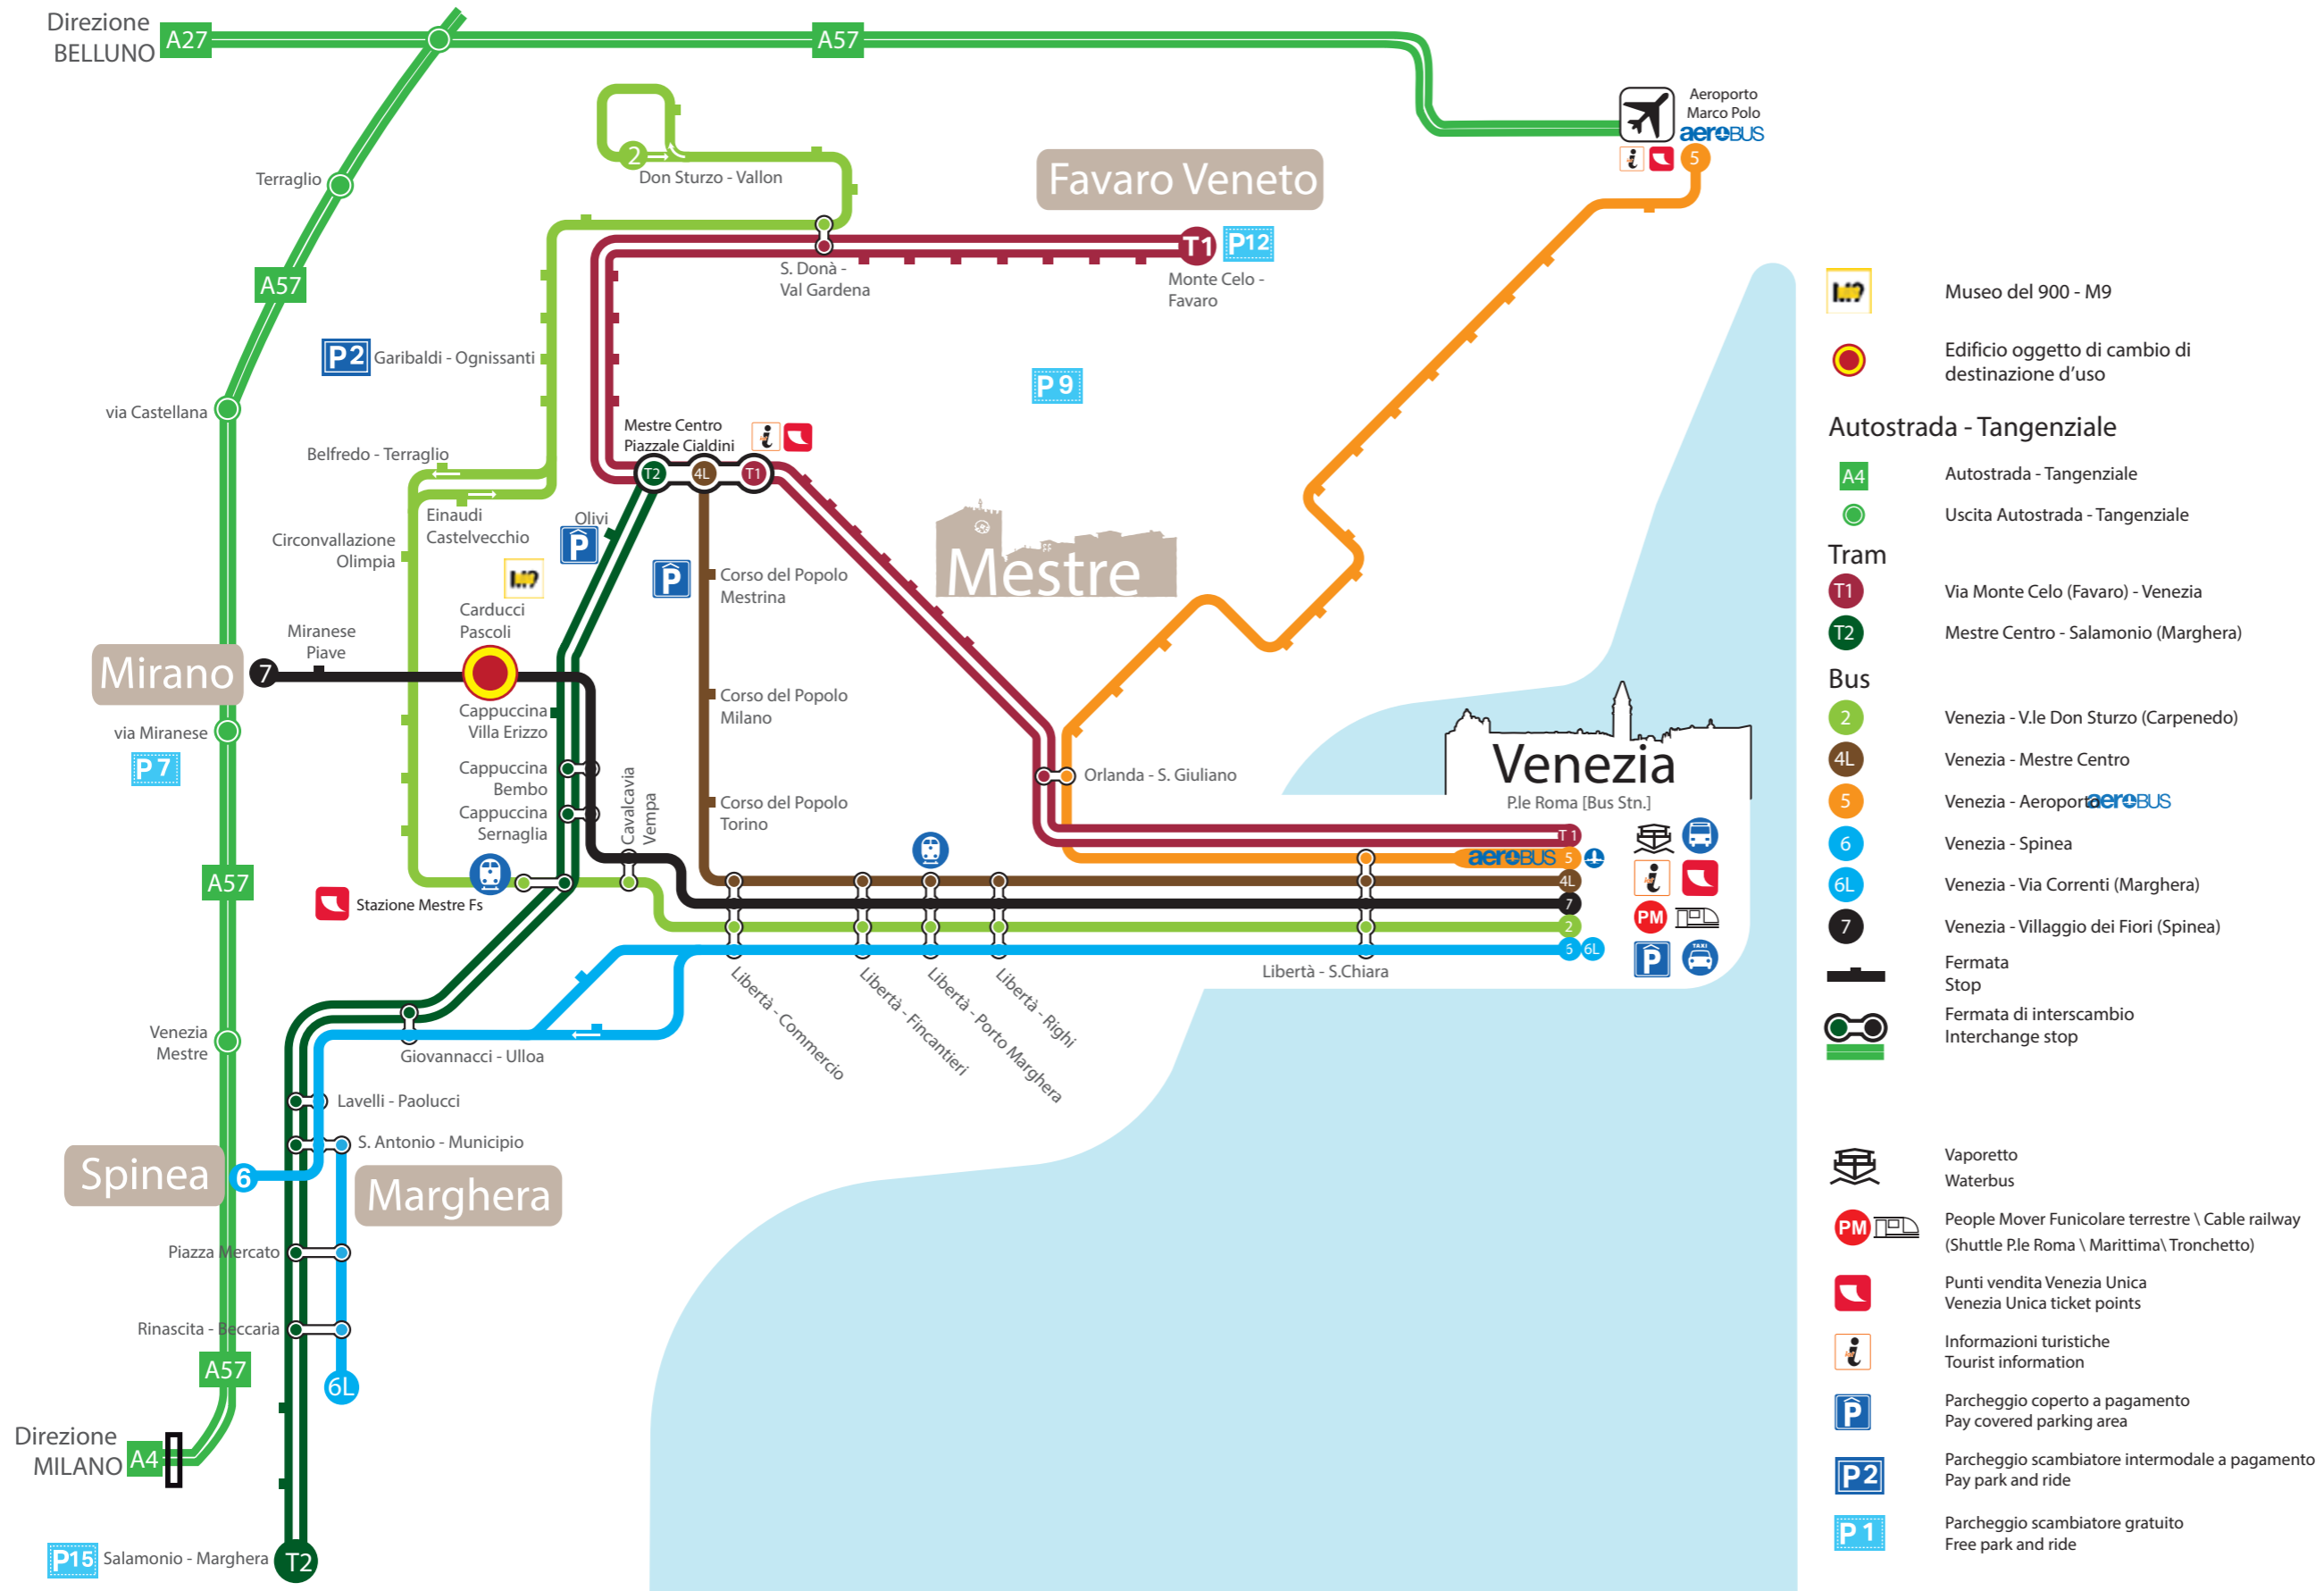 Direzione
BELLUNO
A27
A57
Aeroporto
Marco Polo
aeroBUS
i
5
Terraglio
2
Don Sturzo - Vallon
Favaro Veneto
T1
P12
Monte Celo -
Favaro
S. Donà -
Val Gardena
A57
P2
Garibaldi - Ognissanti
P9
via Castellana
Mestre Centro
Piazzale Cialdini
i
T2
4L
T1
Belfredo - Terraglio
Einaudi
Castelvecchio
Olivi
P
Circonvallazione
Olimpia
M9
P
Corso del Popolo
Mestrina
Mestre
Carducci
Pascoli
Miranese
Piave
Mirano
7
Cappuccina
Villa Erizzo
Corso del Popolo
Milano
via Miranese
P7
Cappuccina
Bembo
Cappuccina
Sernaglia
Cavalcavia
Vempa
Corso del Popolo
Torino
Orlanda - S. Giuliano
Venezia
P.le Roma [Bus Stn.]
T1
aeroBUS
5
4L
7
2
5
6L
i
PM
P
TAXI
A57
Stazione Mestre Fs
Libertà - Commercio
Libertà - Fincantieri
Libertà - Porto Marghera
Libertà - Righi
Libertà - S.Chiara
Venezia
Mestre
Giovannacci - Ulloa
Lavelli - Paolucci
S. Antonio - Municipio
Spinea
6
Marghera
Piazza Mercato
Rinascita - Beccaria
A57
6L
Direzione
MILANO
A4
P15
Salamonio - Marghera
T2
M9
Museo del 900 - M9
Edificio oggetto di cambio di
destinazione d'uso
Autostrada - Tangenziale
A4
Autostrada - Tangenziale
Uscita Autostrada - Tangenziale
Tram
T1
Via Monte Celo (Favaro) - Venezia
T2
Mestre Centro - Salamonio (Marghera)
Bus
2
Venezia - V.le Don Sturzo (Carpenedo)
4L
Venezia - Mestre Centro
5
Venezia - Aeroporto aeroBUS
6
Venezia - Spinea
6L
Venezia - Via Correnti (Marghera)
7
Venezia - Villaggio dei Fiori (Spinea)
Fermata
Stop
Fermata di interscambio
Interchange stop
Vaporetto
Waterbus
PM
People Mover Funicolare terrestre \ Cable railway
(Shuttle P.le Roma \ Marittima\ Tronchetto)
Punti vendita Venezia Unica
Venezia Unica ticket points
i
Informazioni turistiche
Tourist information
P
Parcheggio coperto a pagamento
Pay covered parking area
P2
Parcheggio scambiatore intermodale a pagamento
Pay park and ride
P1
Parcheggio scambiatore gratuito
Free park and ride